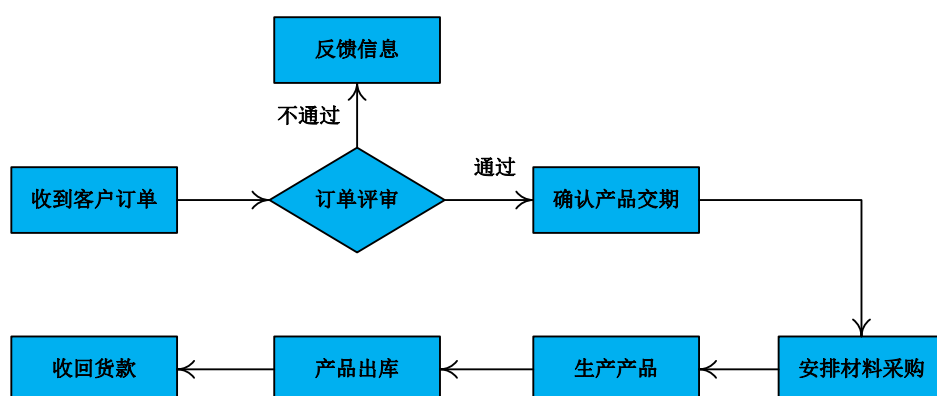 反馈信息
不通过
通过
收到客户订单
订单评审
确认产品交期
收回货款
产品出库
生产产品
安排材料采购